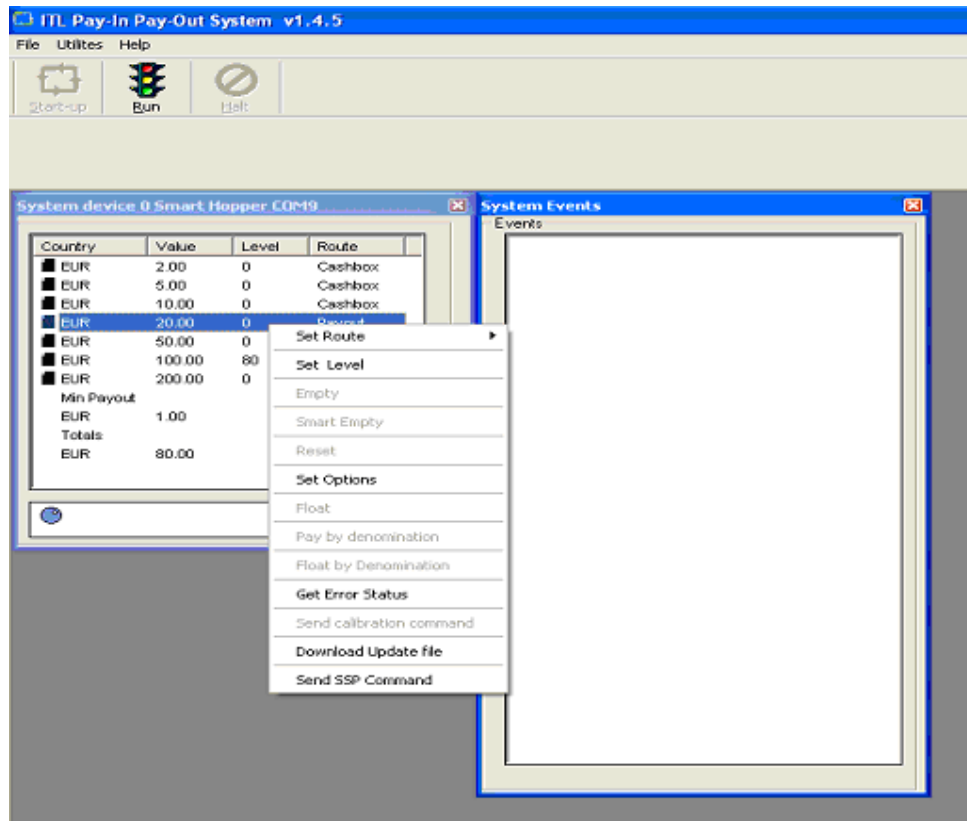 ITL Pay-In Pay-Out System v1.4.5
File Utilites Help
Start-up Run Halt
System device 0 Smart Hopper COM9
Country Value Level Route
EUR 2.00 0 Cashbox
EUR 5.00 0 Cashbox
EUR 10.00 0 Cashbox
EUR 20.00 0 Payout
EUR 50.00 0
EUR 100.00 80
EUR 200.00 0
Min Payout
EUR 1.00
Totals
EUR 80.00
Set Route
Set Level
Empty
Smart Empty
Reset
Set Options
Float
Pay by denomination
Float by Denomination
Get Error Status
Send calibration command
Download Update file
Send SSP Command
System Events
Events